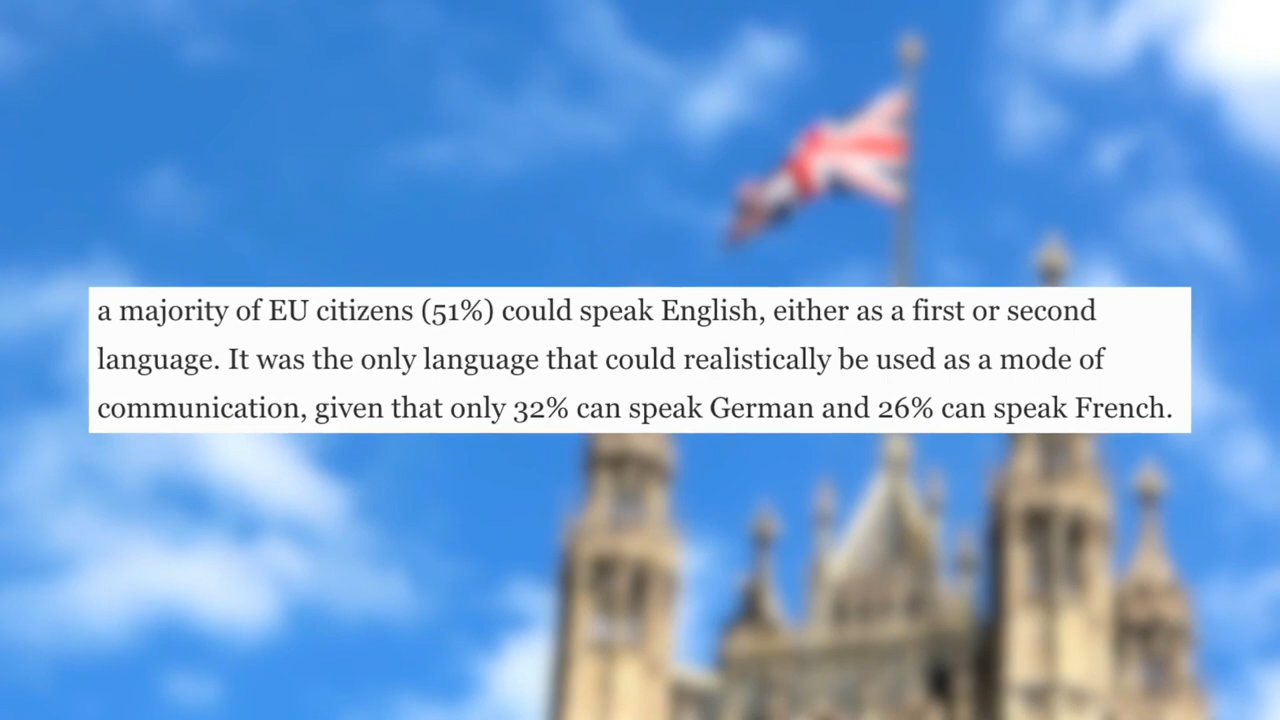 a majority of EU citizens (51%) could speak English, either as a first or second
language. It was the only language that could realistically be used as a mode of
communication, given that only 32% can speak German and 26% can speak French.